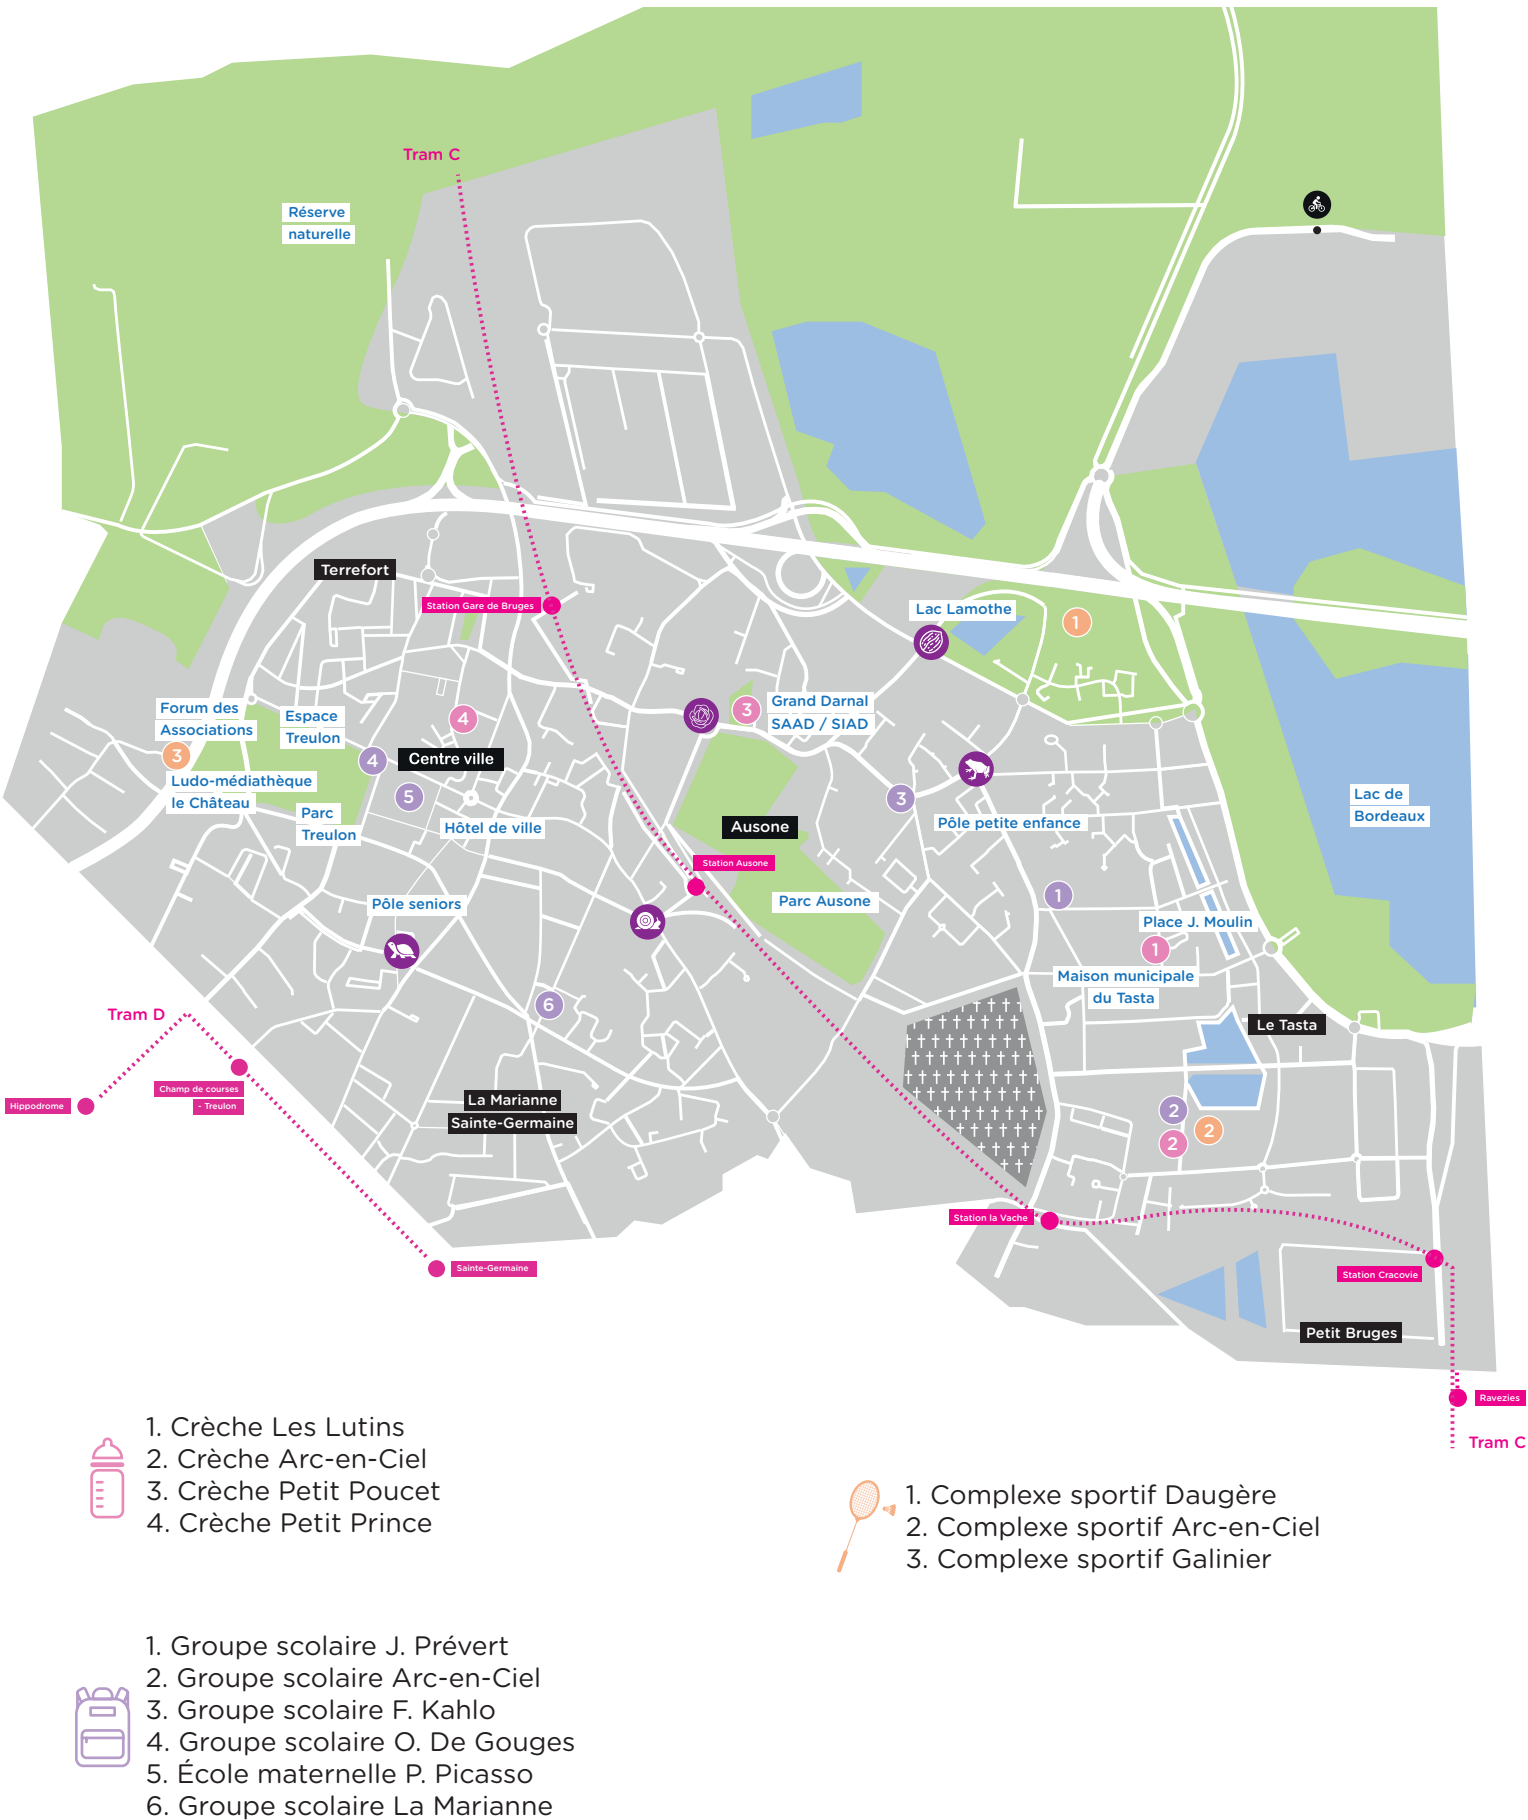 Tram C
Réserve
naturelle
Terrefort
Station Gare de Bruges
Lac Lamothe
1
Forum des
Associations
Espace
Treulon
4
3
Grand Darnal
SAAD / SIAD
3
4
Centre ville
Ludo-médiathèque
le Château
5
3
Parc
Treulon
Hôtel de ville
Ausone
Pôle petite enfance
Lac de
Bordeaux
Station Ausone
Pôle seniors
Parc Ausone
1
Place J. Moulin
1
Maison municipale
du Tasta
6
Tram D
Le Tasta
Champ de courses
- Treulon
Hippodrome
La Marianne
Sainte-Germaine
2
2
2
Station la Vache
Sainte-Germaine
Station Cracovie
Petit Bruges
Ravezies
Tram C
1. Crèche Les Lutins
2. Crèche Arc-en-Ciel
3. Crèche Petit Poucet
4. Crèche Petit Prince
1. Complexe sportif Daugère
2. Complexe sportif Arc-en-Ciel
3. Complexe sportif Galinier
1. Groupe scolaire J. Prévert
2. Groupe scolaire Arc-en-Ciel
3. Groupe scolaire F. Kahlo
4. Groupe scolaire O. De Gouges
5. École maternelle P. Picasso
6. Groupe scolaire La Marianne